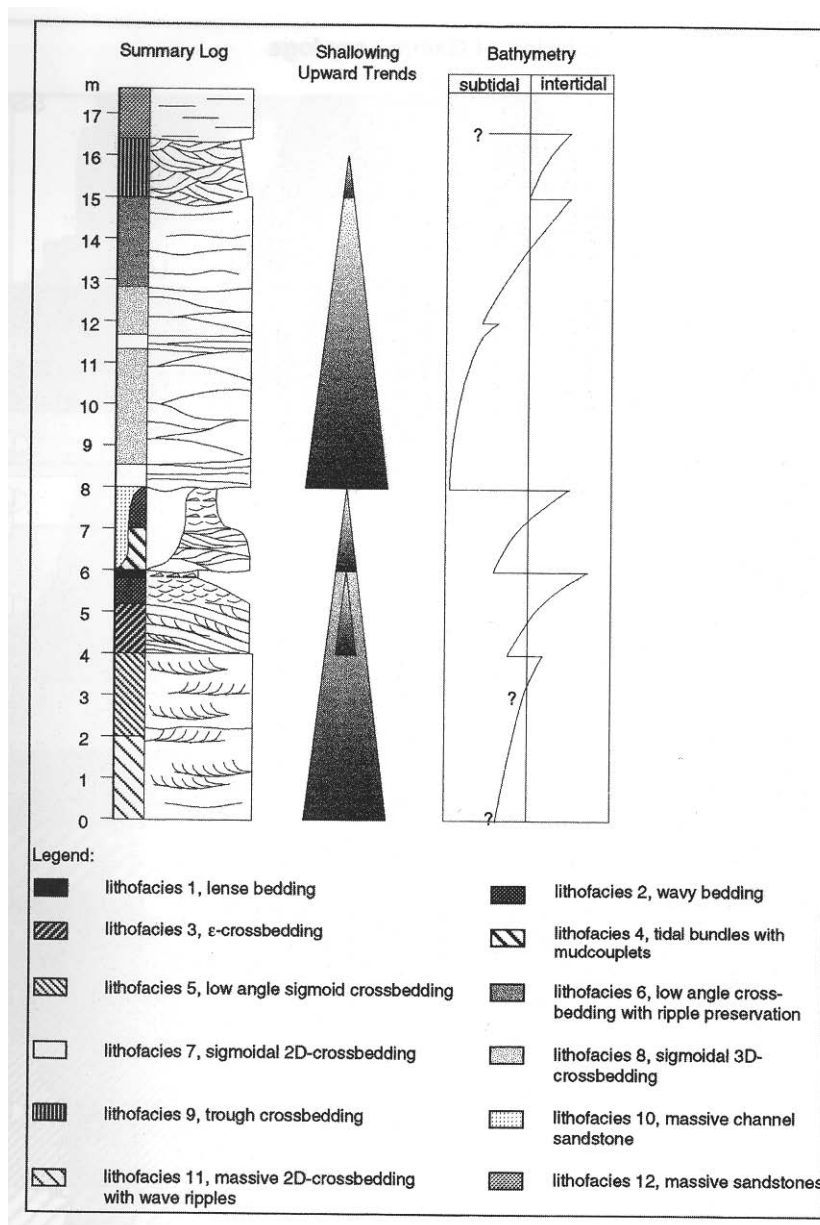 Summary Log
Shallowing
Upward Trends
Bathymetry
m
subtidal
intertidal
17
16
15
14
13
12
11
10
9
8
7
6
5
4
3
2
1
0
?
?
?
Legend:
lithofacies 1, lense bedding
lithofacies 2, wavy bedding
lithofacies 3, ε-crossbedding
lithofacies 4, tidal bundles with
mudcouplets
lithofacies 5, low angle sigmoid crossbedding
lithofacies 6, low angle cross-
bedding with ripple preservation
lithofacies 7, sigmoidal 2D-crossbedding
lithofacies 8, sigmoidal 3D-
crossbedding
lithofacies 9, trough crossbedding
lithofacies 10, massive channel
sandstone
lithofacies 11, massive 2D-crossbedding
with wave ripples
lithofacies 12, massive sandstones